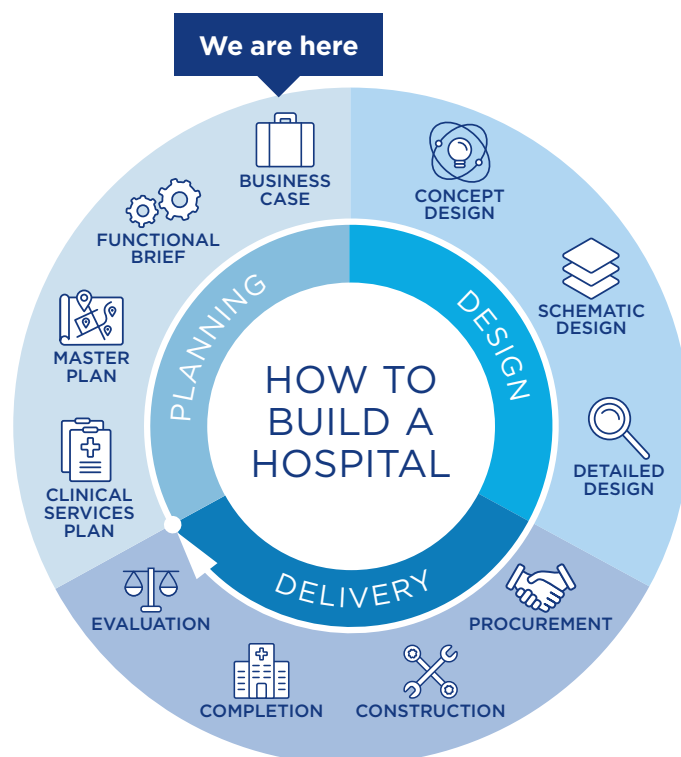 We are here
BUSINESS
CASE
CONCEPT
DESIGN
FUNCTIONAL
BRIEF
SCHEMATIC
DESIGN
MASTER
PLAN
DETAILED
DESIGN
CLINICAL
SERVICES
PLAN
PLANNING
DESIGN
DELIVERY
HOW TO
BUILD A
HOSPITAL
EVALUATION
PROCUREMENT
COMPLETION
CONSTRUCTION